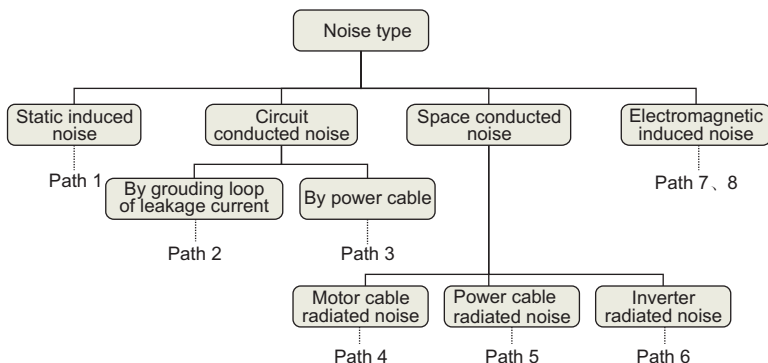 Noise type
Static induced
noise
Circuit
conducted noise
Space conducted
noise
Electromagnetic
induced noise
Path 1
By grounding loop
of leakage current
By power cable
Path 7、8
Path 2
Path 3
Motor cable
radiated noise
Power cable
radiated noise
Inverter
radiated noise
Path 4
Path 5
Path 6